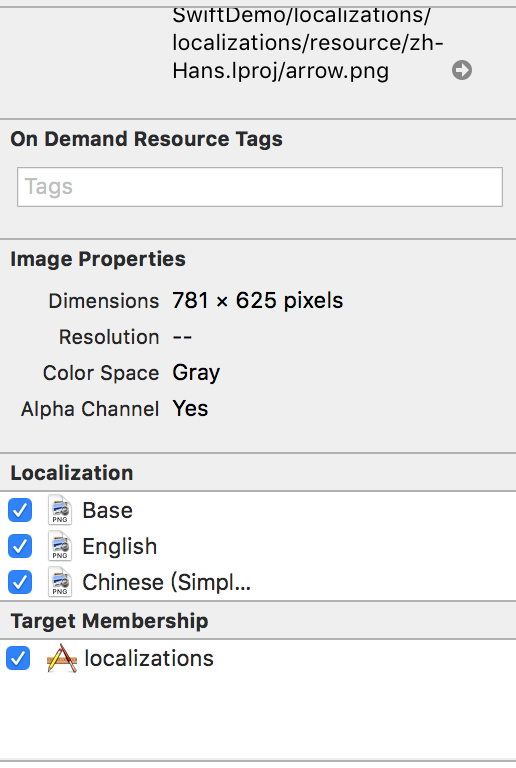 SwiftDemo/localizations/
localizations/resource/zh-
Hans.lproj/arrow.png
On Demand Resource Tags
Tags
Image Properties
Dimensions 781 × 625 pixels
Resolution --
Color Space Gray
Alpha Channel Yes
Localization
PNG Base
PNG English
PNG Chinese (Simpl...
Target Membership
localizations